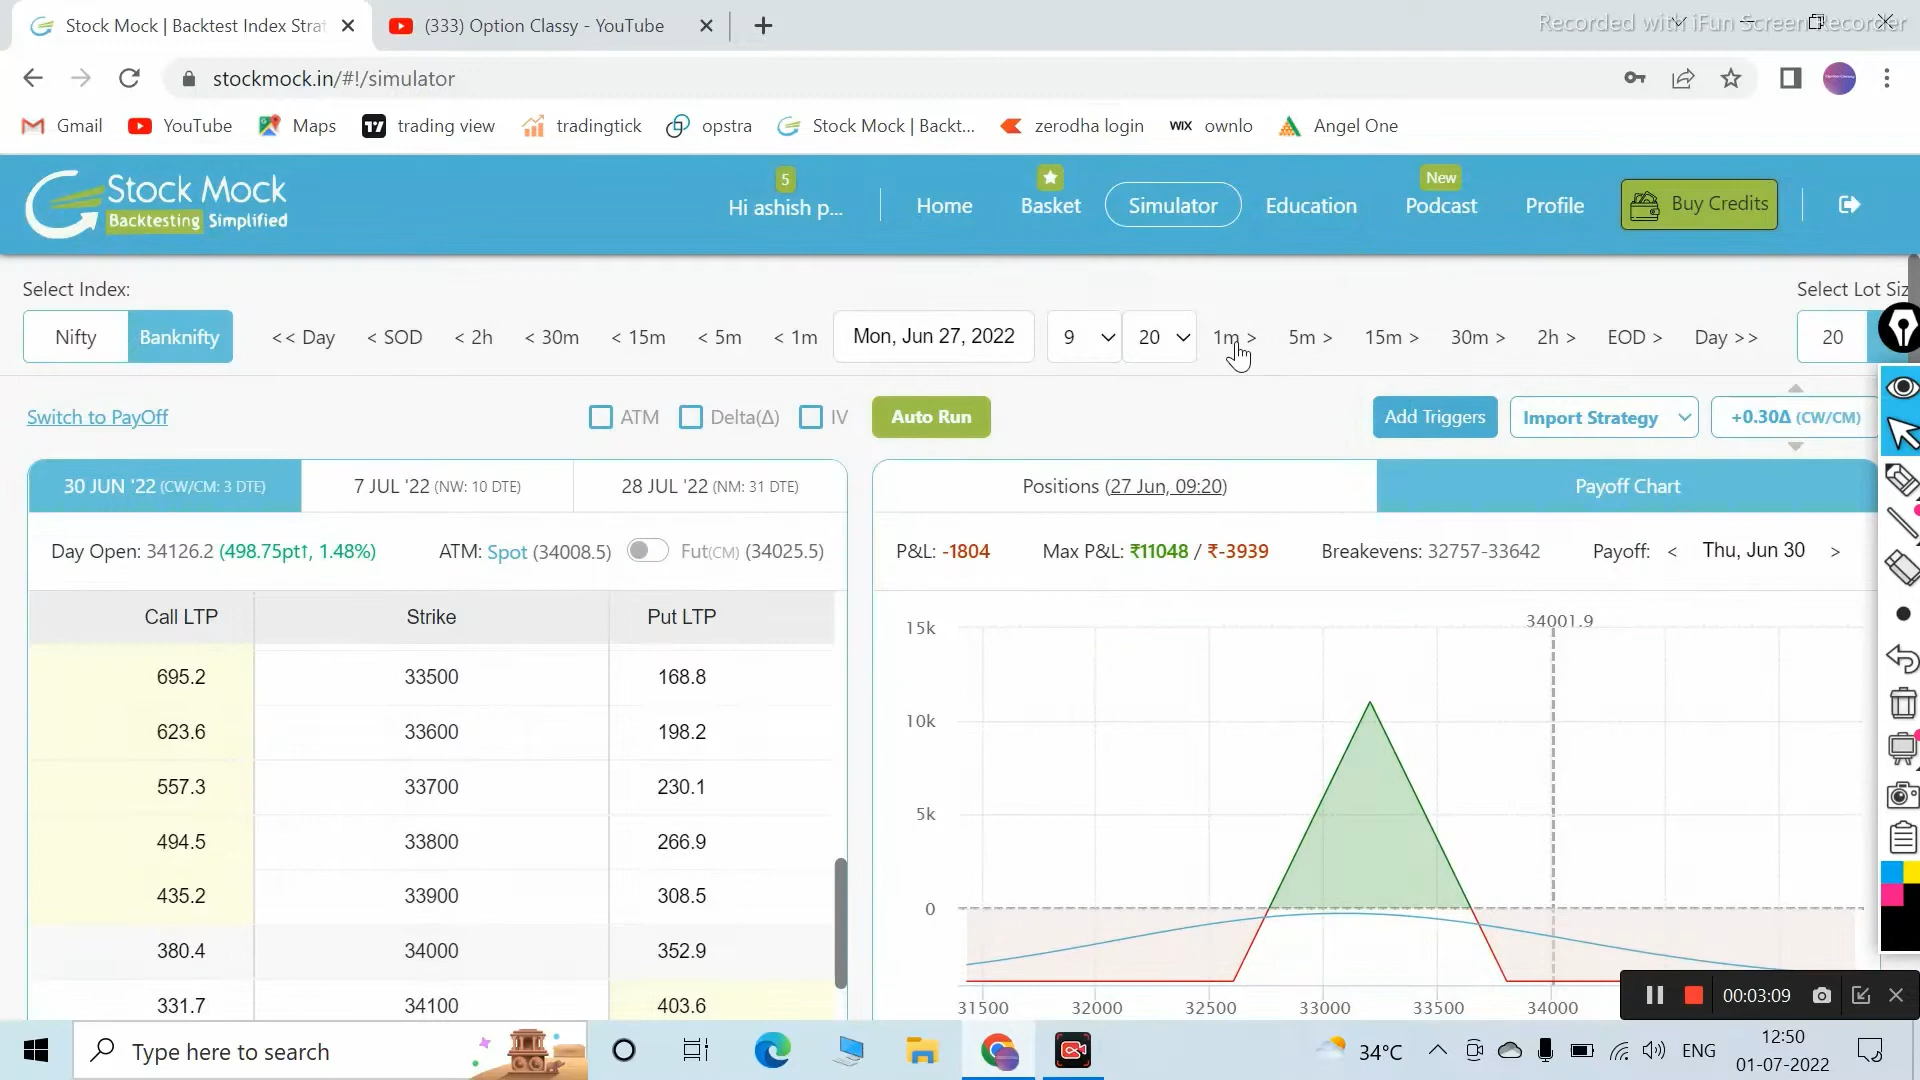 Stock Mock | Backtest Index Strat
(333) Option Classy - YouTube
Recorded with iFun Screen Recorder
stockmock.in/#!/simulator
Gmail YouTube Maps trading view tradingtick opstra Stock Mock | Backt... zerodha login WIX ownlo Angel One
Stock Mock
Backtesting Simplified
5
Hi ashish p...
Home
Basket
Simulator
Education
New
Podcast
Profile
Buy Credits
Select Index:
Select Lot Siz
Nifty Banknifty << Day < SOD < 2h < 30m < 15m < 5m < 1m Mon, Jun 27, 2022 9 20 1m > 5m > 15m > 30m > 2h > EOD > Day >> 20
Switch to PayOff ATM Delta(Δ) IV Auto Run Add Triggers Import Strategy +0.30Δ (CW/CM)
30 JUN '22 (CW/CM: 3 DTE) 7 JUL '22 (NW: 10 DTE) 28 JUL '22 (NM: 31 DTE)
Positions (27 Jun, 09:20) Payoff Chart
Day Open: 34126.2 (498.75pt↑, 1.48%) ATM: Spot (34008.5) Fut(CM) (34025.5)
P&L: -1804 Max P&L: ₹11048 / ₹-3939 Breakevens: 32757-33642 Payoff: < Thu, Jun 30 >
Call LTP Strike Put LTP
695.2 33500 168.8
623.6 33600 198.2
557.3 33700 230.1
494.5 33800 266.9
435.2 33900 308.5
380.4 34000 352.9
331.7 34100 403.6
34001.9
15k
10k
5k
0
31500 32000 32500 33000 33500 34000
00:03:09
Type here to search
34°C
ENG
12:50
01-07-2022